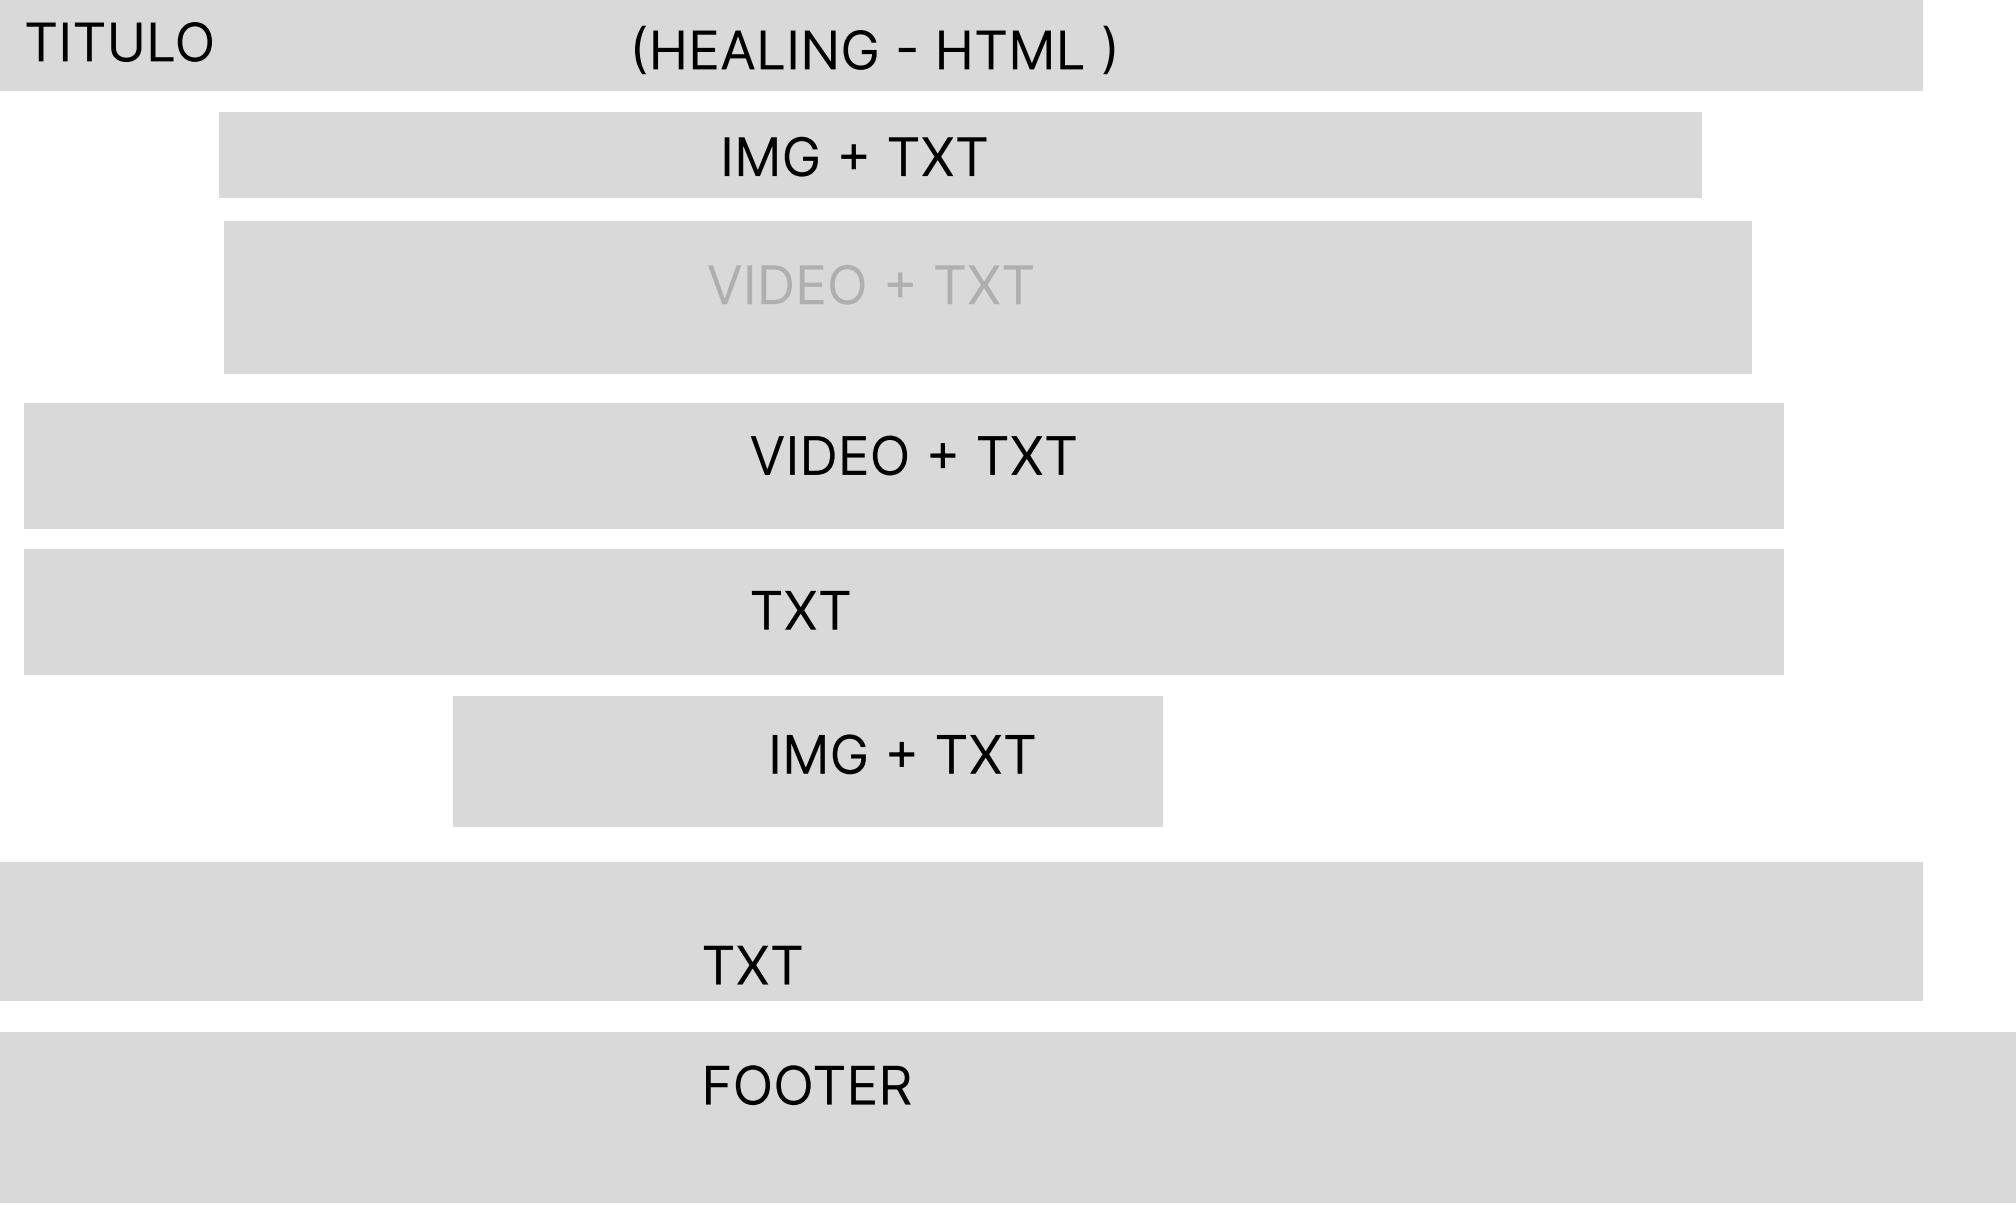 TITULO (HEALING - HTML )
IMG + TXT
VIDEO + TXT
VIDEO + TXT
TXT
IMG + TXT
TXT
FOOTER